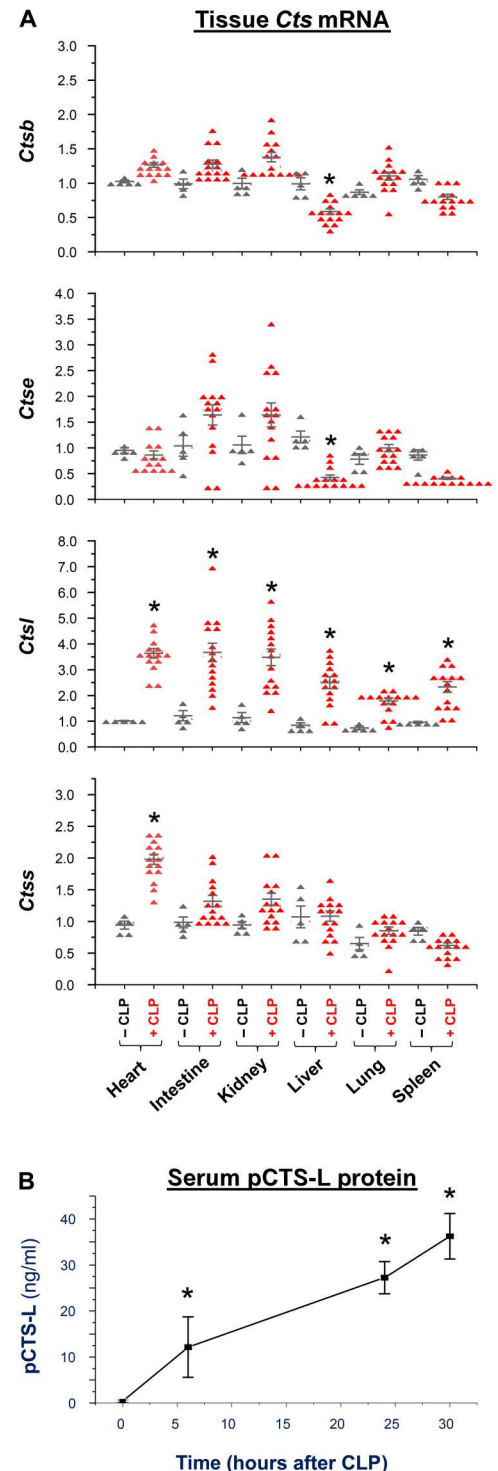 A
Tissue Cts mRNA
3.0
2.5
2.0
Ctsb
1.5
1.0
0.5
0.0
*
4.0
3.5
3.0
2.5
Ctse
2.0
1.5
1.0
0.5
0.0
*
8.0
7.0
6.0
5.0
Ctsl
4.0
3.0
2.0
1.0
0.0
* * * * * *
3.0
2.5
2.0
Ctss
1.5
1.0
0.5
0.0
*
– CLP + CLP – CLP + CLP – CLP + CLP – CLP + CLP – CLP + CLP – CLP + CLP
Heart Intestine Kidney Liver Lung Spleen
B
Serum pCTS-L protein
40
30
pCTS-L (ng/ml)
20
10
0
* * *
0 5 10 15 20 25 30
Time (hours after CLP)